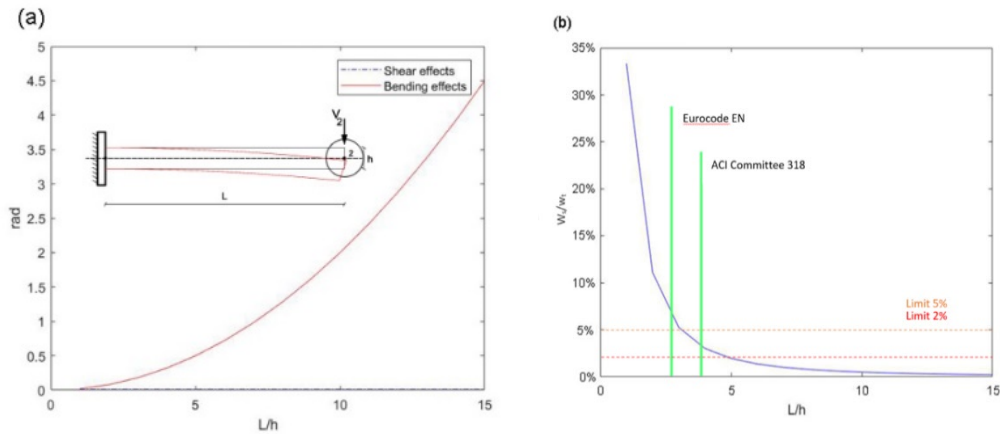 (a)
5
4.5
4
3.5
3
2.5
2
1.5
1
0.5
0
rad
0
5
10
15
L/h
Shear effects
Bending effects
V
2
2
h
L
(b)
35%
30%
25%
20%
15%
10%
5%
0%
Ws/wt
0
5
10
15
L/h
Eurocode EN
ACI Committee 318
Limit 5%
Limit 2%